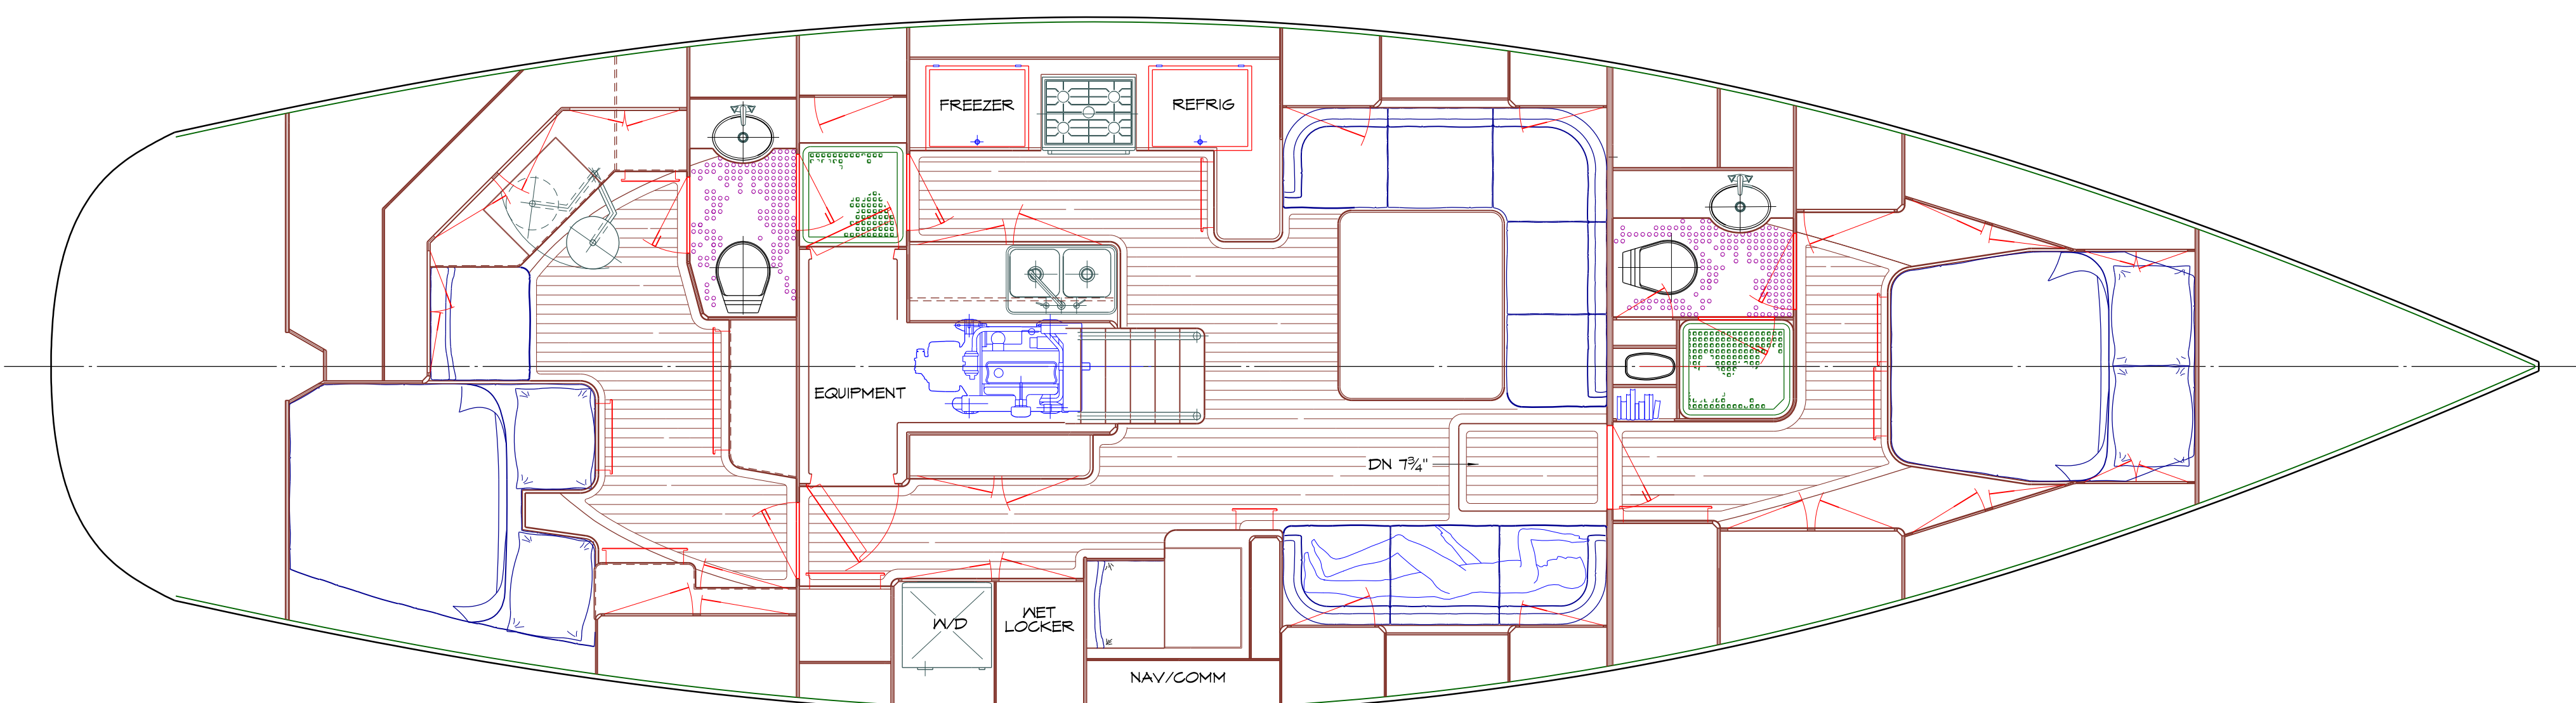 FREEZER
REFRIG
EQUIPMENT
DN 7¾"
W/D
WET
LOCKER
NAV/COMM